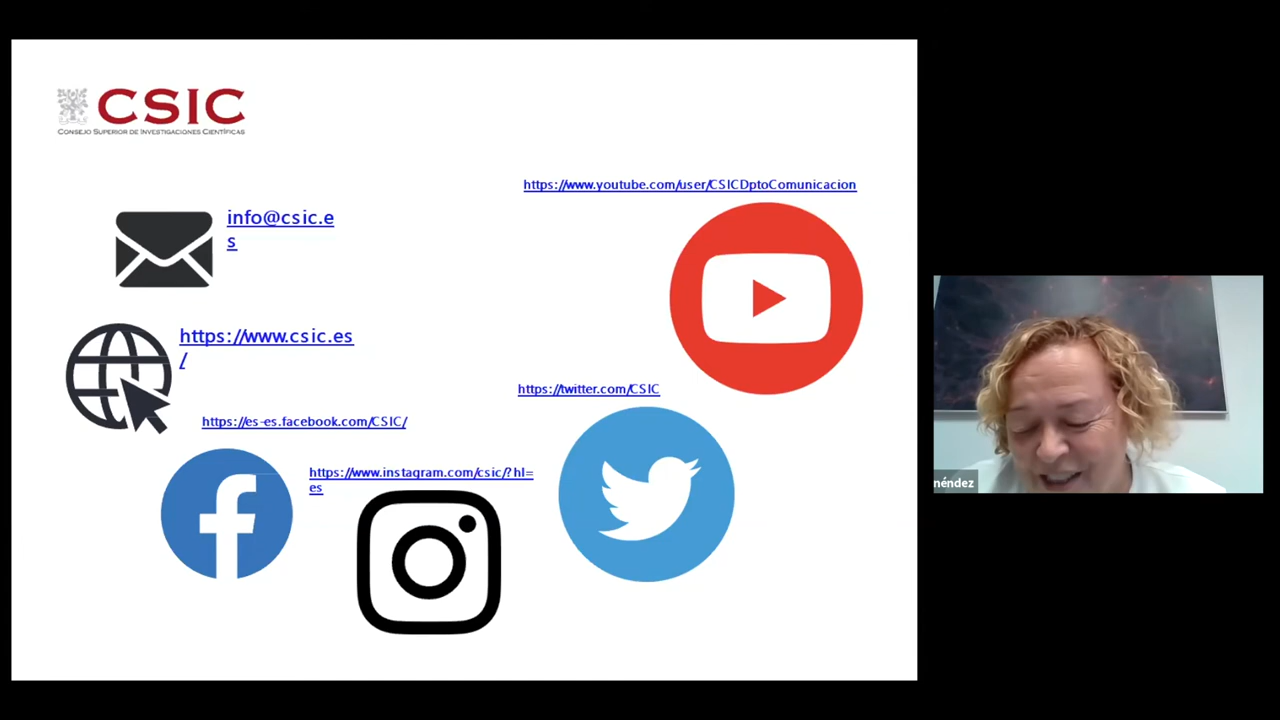 CSIC
CONSEJO SUPERIOR DE INVESTIGACIONES CIENTÍFICAS
https://www.youtube.com/user/CSICDptoComunicacion
info@csic.e
s
https://www.csic.es
/
https://twitter.com/CSIC
https://es-es.facebook.com/CSIC/
https://www.instagram.com/csic/?hl=
es
néndez